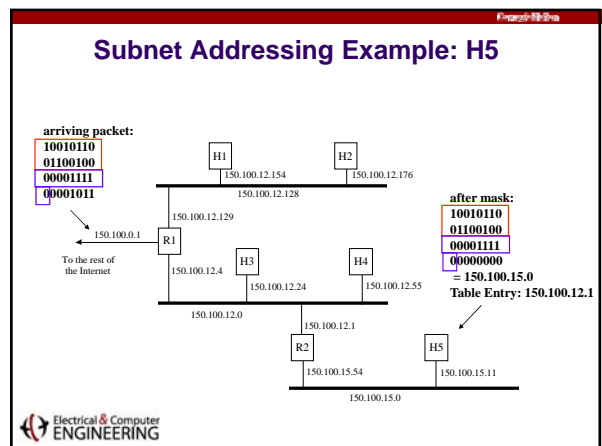 Carnegie Mellon
Subnet Addressing Example: H5
arriving packet:
10010110
01100100
00001111
00001011
150.100.0.1
To the rest of
the Internet
R1
H1
150.100.12.154
H2
150.100.12.176
150.100.12.128
150.100.12.129
150.100.12.4
H3
150.100.12.24
H4
150.100.12.55
150.100.12.0
150.100.12.1
R2
150.100.15.54
H5
150.100.15.11
150.100.15.0
after mask:
10010110
01100100
00001111
00000000
= 150.100.15.0
Table Entry: 150.100.12.1
Electrical & Computer
ENGINEERING